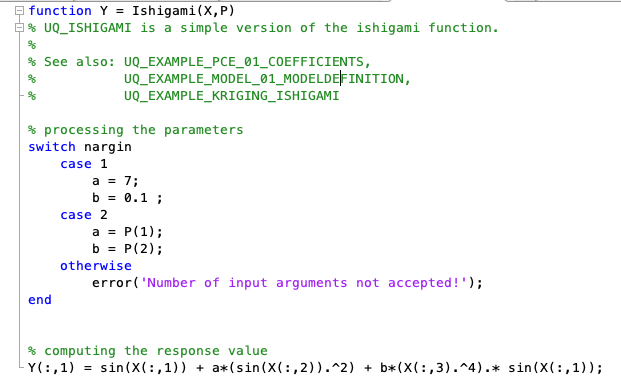 function Y = Ishigami(X,P)
% UQ_ISHIGAMI is a simple version of the ishigami function.
%
% See also: UQ_EXAMPLE_PCE_01_COEFFICIENTS,
%           UQ_EXAMPLE_MODEL_01_MODELDEFINITION,
%           UQ_EXAMPLE_KRIGING_ISHIGAMI
% processing the parameters
switch nargin
    case 1
        a = 7;
        b = 0.1 ;
    case 2
        a = P(1);
        b = P(2);
    otherwise
        error('Number of input arguments not accepted!');
end
% computing the response value
Y(:,1) = sin(X(:,1)) + a*(sin(X(:,2)).^2) + b*(X(:,3).^4).* sin(X(:,1));